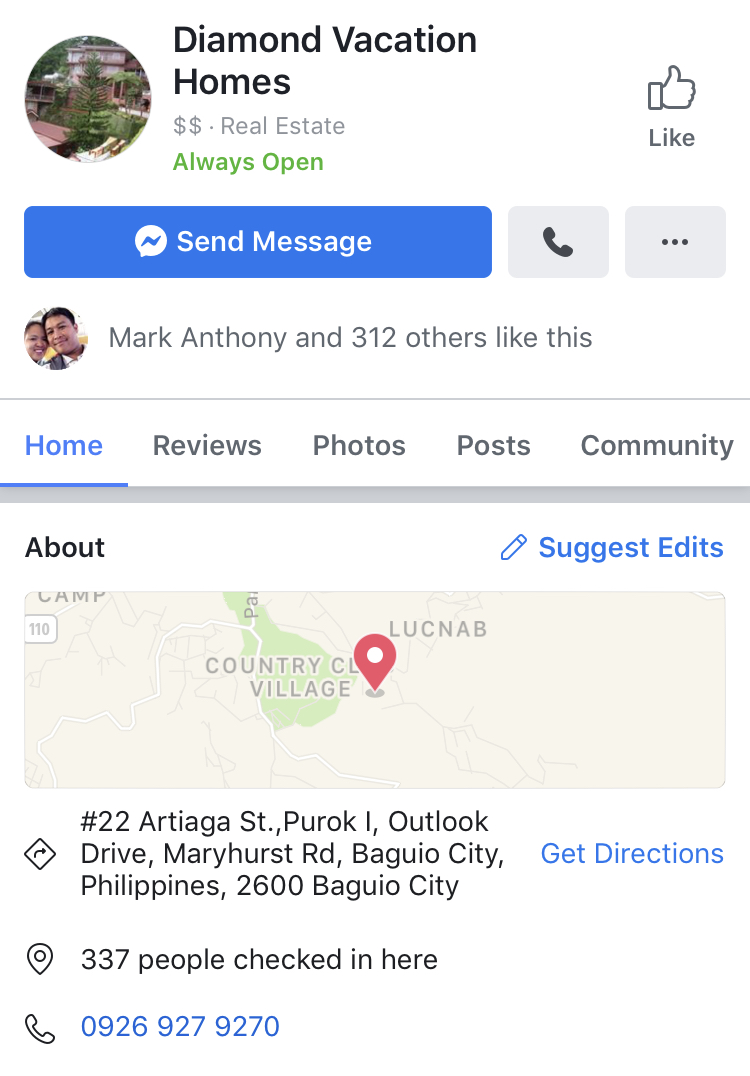 Diamond Vacation
Homes
$$ · Real Estate
Always Open
Like
Send Message
Mark Anthony and 312 others like this
Home Reviews Photos Posts Community
About
Suggest Edits
CAMP
110
LUCNAB
COUNTRY CL
VILLAGE
#22 Artiaga St.,Purok I, Outlook
Drive, Maryhurst Rd, Baguio City,
Philippines, 2600 Baguio City
Get Directions
337 people checked in here
0926 927 9270